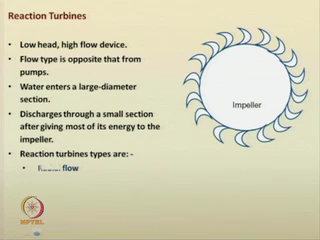 Reaction Turbines
• Low head, high flow device.
• Flow type is opposite that from
pumps.
• Water enters a large-diameter
section.
• Discharges through a small section
after giving most of its energy to the
impeller.
• Reaction turbines types are: -
• flow
Impeller
NPTEL